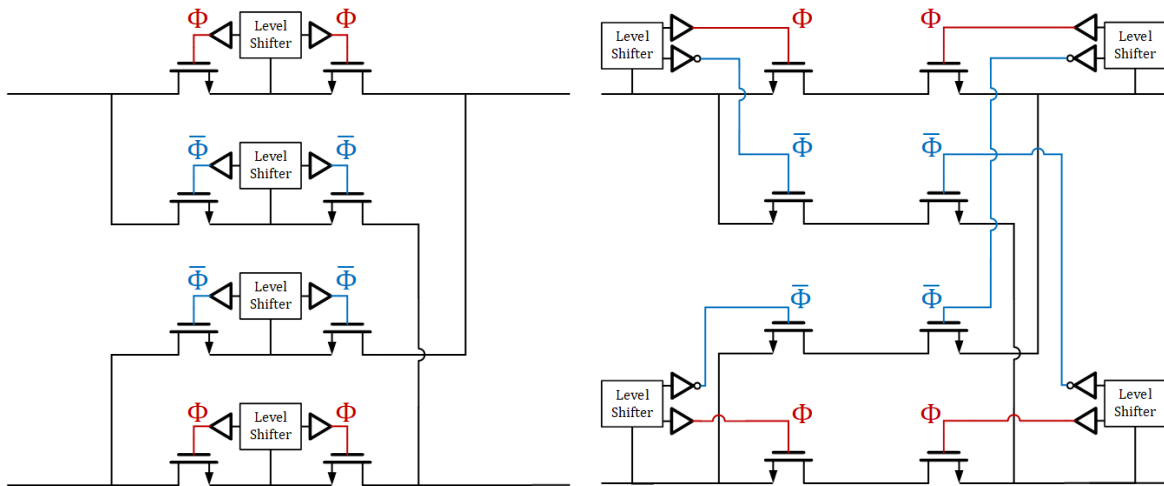 Φ Level Shifter Φ
Φ̅ Level Shifter Φ̅
Φ̅ Level Shifter Φ̅
Φ Level Shifter Φ
Level Shifter Φ Φ Level Shifter
Φ̅ Φ̅
Φ̅ Φ̅
Level Shifter Φ Φ Level Shifter